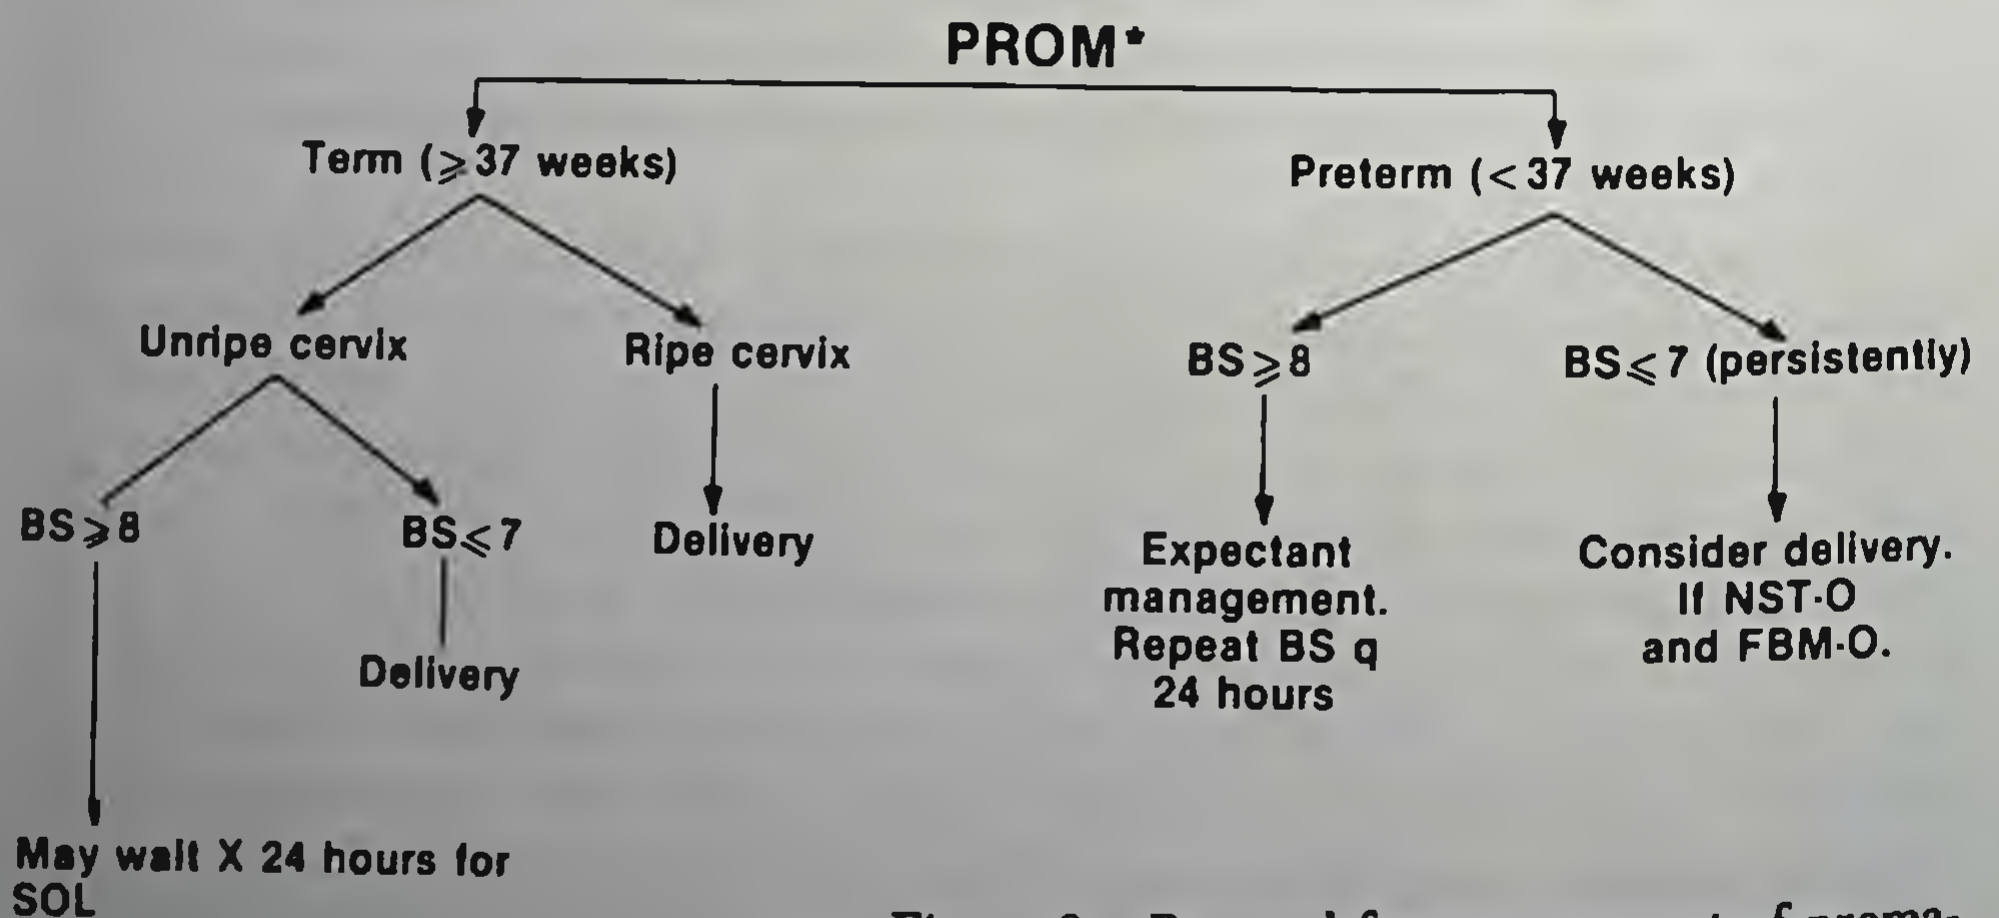 PROM*
Term (⩾37 weeks)
Preterm (<37 weeks)
Unripe cervix
Ripe cervix
BS⩾8
BS⩽7 (persistently)
BS⩾8
BS⩽7
Delivery
Expectant
management.
Repeat BS q
24 hours
Consider delivery.
If NST-O
and FBM-O.
Delivery
May wait X 24 hours for
SOL